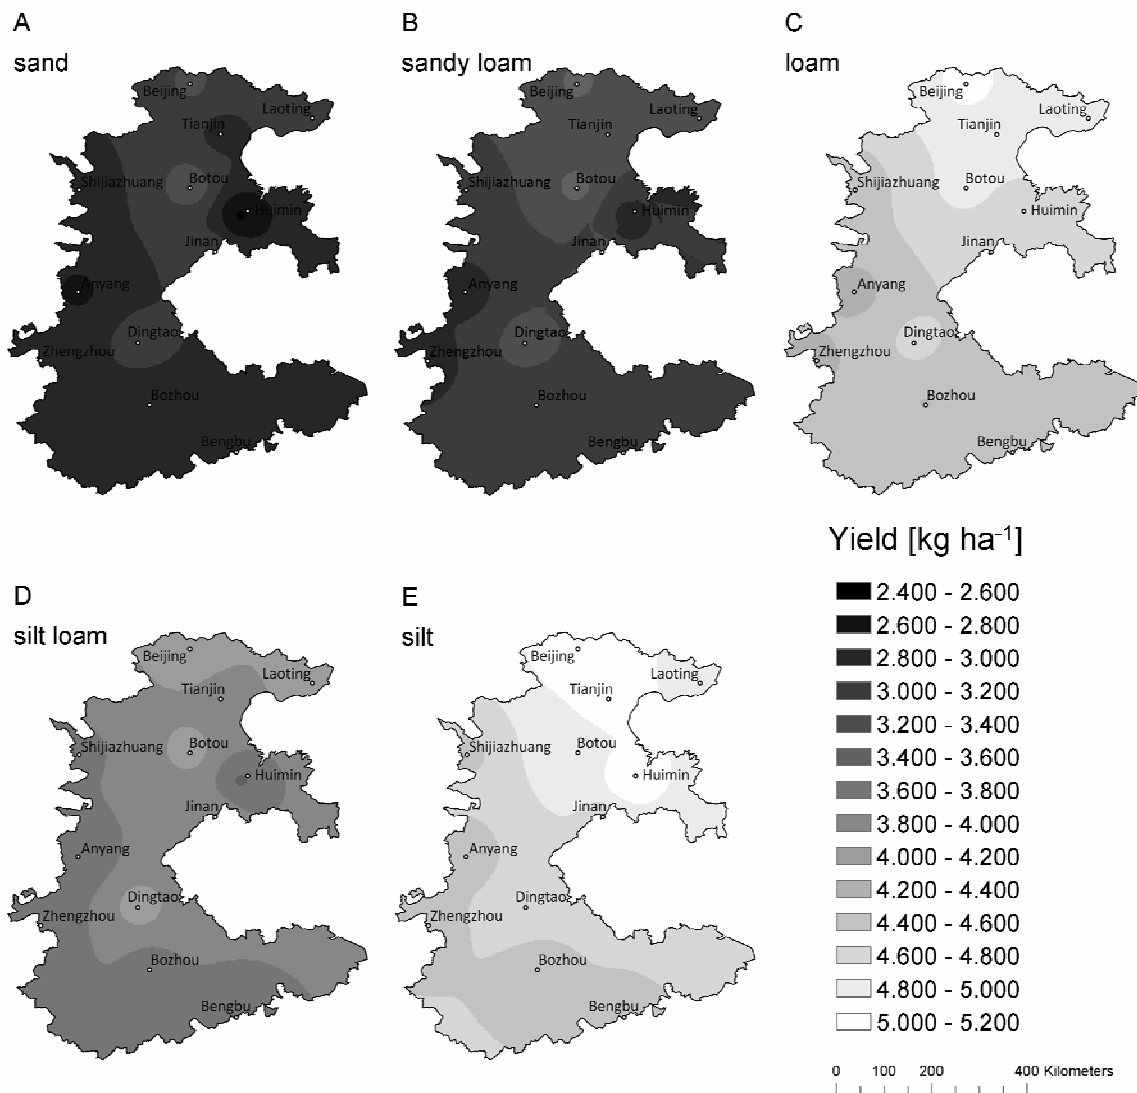 A
sand
Beijing
Laoting
Tianjin
Shijiazhuang
Botou
Huimin
Jinan
Anyang
Dingtao
Zhengzhou
Bozhou
Bengbu
B
sandy loam
Beijing
Laoting
Tianjin
Shijiazhuang
Botou
Huimin
Jinan
Anyang
Dingtao
Zhengzhou
Bozhou
Bengbu
C
loam
Beijing
Laoting
Tianjin
Shijiazhuang
Botou
Huimin
Jinan
Anyang
Dingtao
Zhengzhou
Bozhou
Bengbu
D
silt loam
Beijing
Laoting
Tianjin
Shijiazhuang
Botou
Huimin
Jinan
Anyang
Dingtao
Zhengzhou
Bozhou
Bengbu
E
silt
Beijing
Laoting
Tianjin
Shijiazhuang
Botou
Huimin
Jinan
Anyang
Dingtao
Zhengzhou
Bozhou
Bengbu
Yield [kg ha⁻¹]
2.400 - 2.600
2.600 - 2.800
2.800 - 3.000
3.000 - 3.200
3.200 - 3.400
3.400 - 3.600
3.600 - 3.800
3.800 - 4.000
4.000 - 4.200
4.200 - 4.400
4.400 - 4.600
4.600 - 4.800
4.800 - 5.000
5.000 - 5.200
0 100 200 400 Kilometers